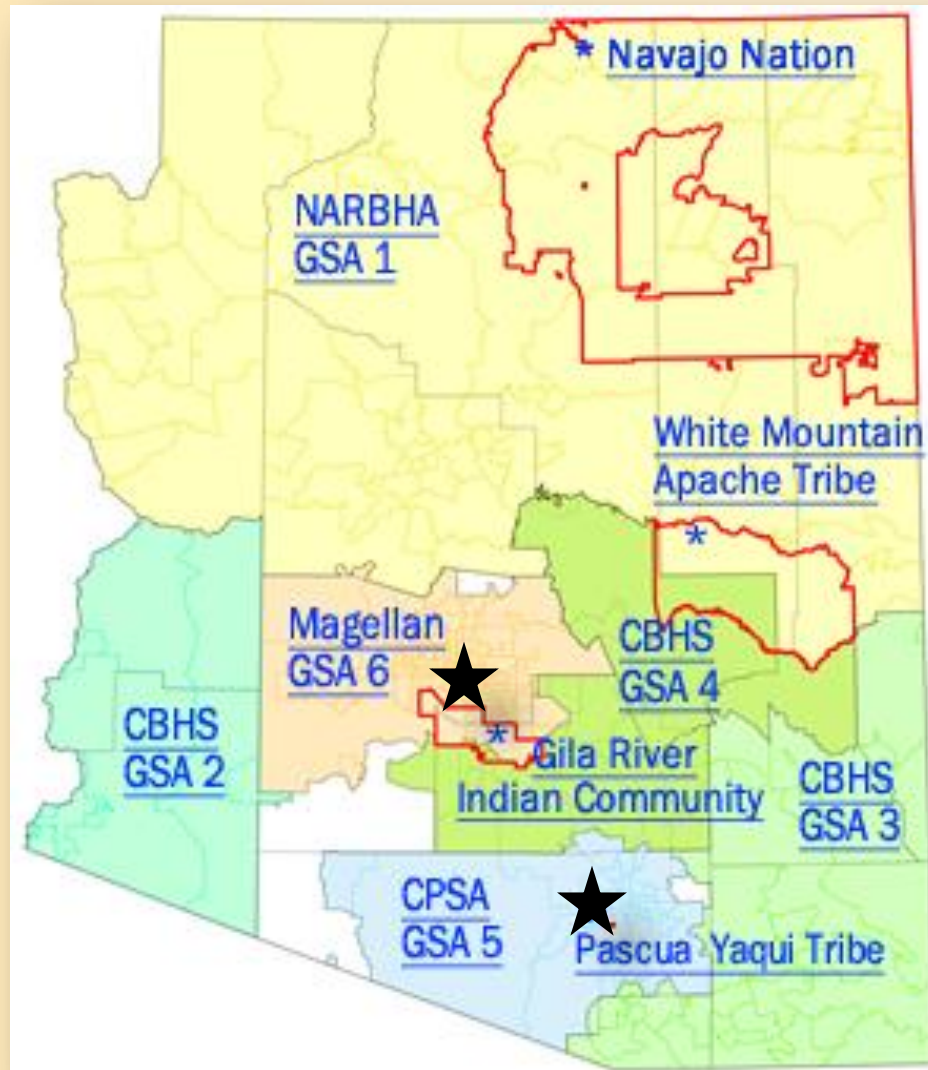 * Navajo Nation
NARBHA
GSA 1
White Mountain
Apache Tribe
*
Magellan
GSA 6
CBHS
GSA 4
CBHS
GSA 2
*
Gila River
Indian Community
CBHS
GSA 3
CPSA
GSA 5
Pascua Yaqui Tribe